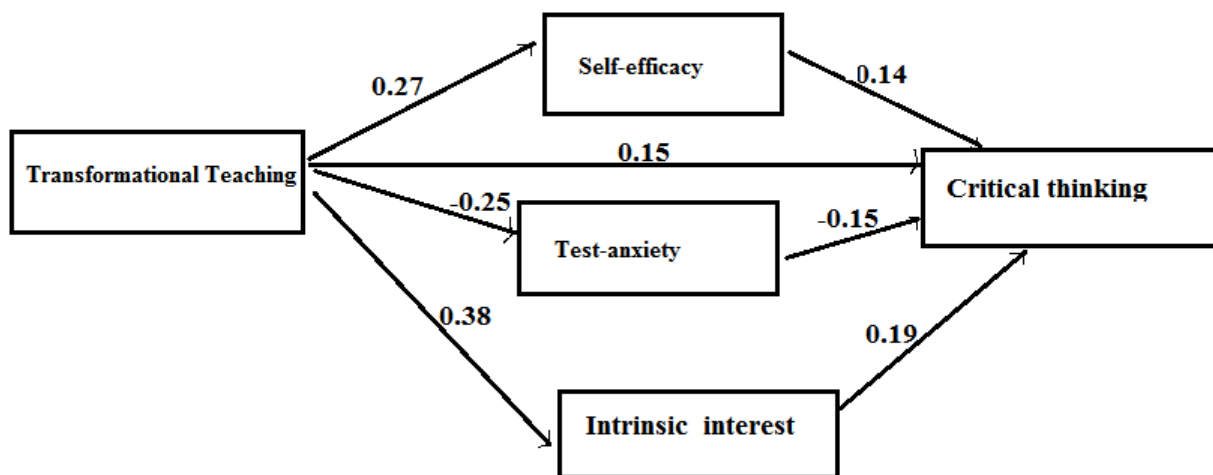 Self-efficacy
0.27
0.14
Transformational Teaching
0.15
Critical thinking
-0.25
-0.15
Test-anxiety
0.38
0.19
Intrinsic interest